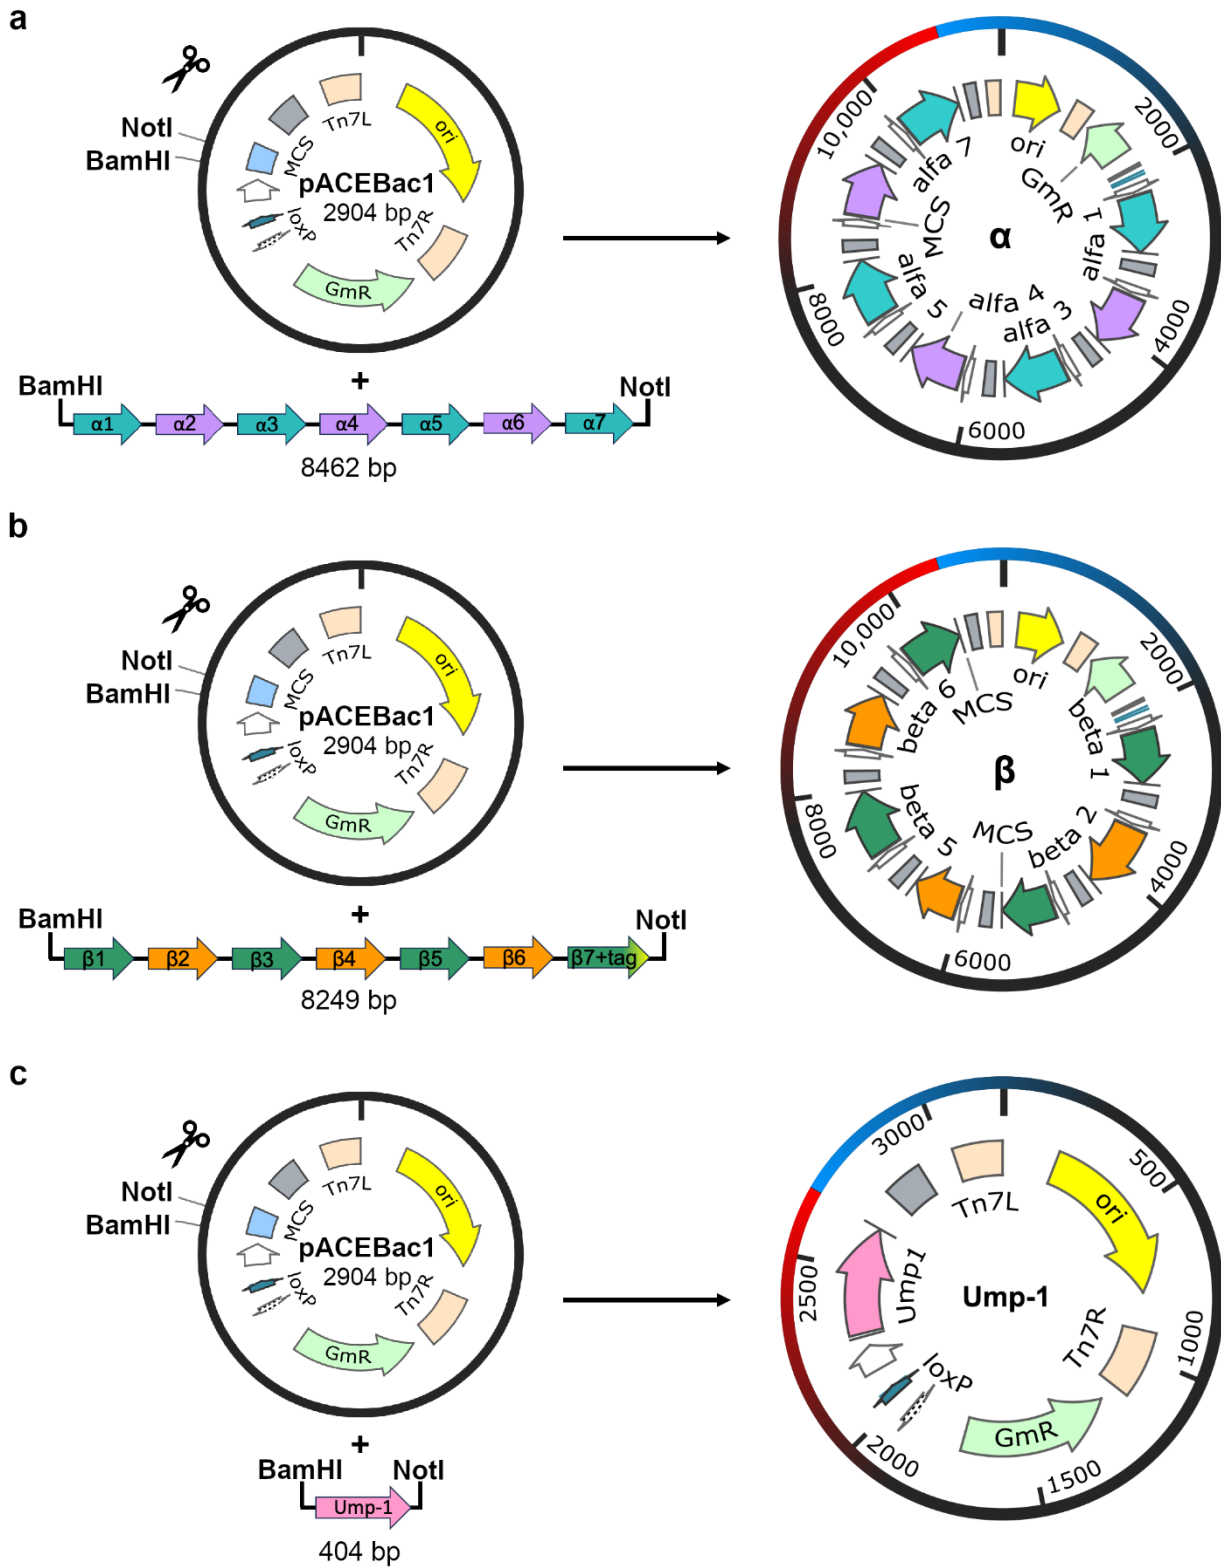 a
NotI
BamHI
Tn7L
ori
MCS
pACEBac1
2904 bp
loxP
Tn7R
GmR
+
BamHI
NotI
α1 α2 α3 α4 α5 α6 α7
8462 bp
10,000
2000
alfa 7
ori
GmR
MCS
α
alfa 1
8000
alfa 5
alfa 4
alfa 3
4000
6000
b
NotI
BamHI
Tn7L
ori
MCS
pACEBac1
2904 bp
loxP
Tn7R
GmR
+
BamHI
NotI
β1 β2 β3 β4 β5 β6 β7+tag
8249 bp
10,000
2000
beta 6
MCS
ori
beta 1
β
8000
beta 5
MCS
beta 2
4000
6000
c
NotI
BamHI
Tn7L
ori
MCS
pACEBac1
2904 bp
loxP
Tn7R
GmR
+
BamHI NotI
Ump-1
404 bp
3000
500
Tn7L
ori
2500
Ump1
Ump-1
Tn7R
1000
loxP
GmR
2000
1500